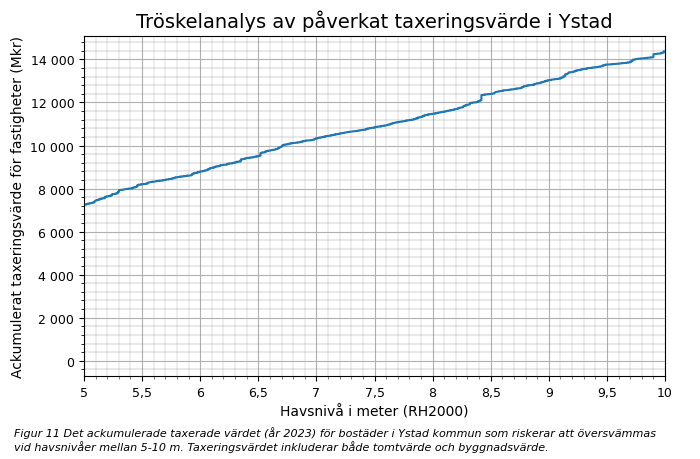 Tröskelanalys av påverkat taxeringsvärde i Ystad
Ackumulerat taxeringsvärde för fastigheter (Mkr)
14 000
12 000
10 000
8 000
6 000
4 000
2 000
0
5 5,5 6 6,5 7 7,5 8 8,5 9 9,5 10
Havsnivå i meter (RH2000)
Figur 11 Det ackumulerade taxerade värdet (år 2023) för bostäder i Ystad kommun som riskerar att översvämmas
vid havsnivåer mellan 5-10 m. Taxeringsvärdet inkluderar både tomtvärde och byggnadsvärde.